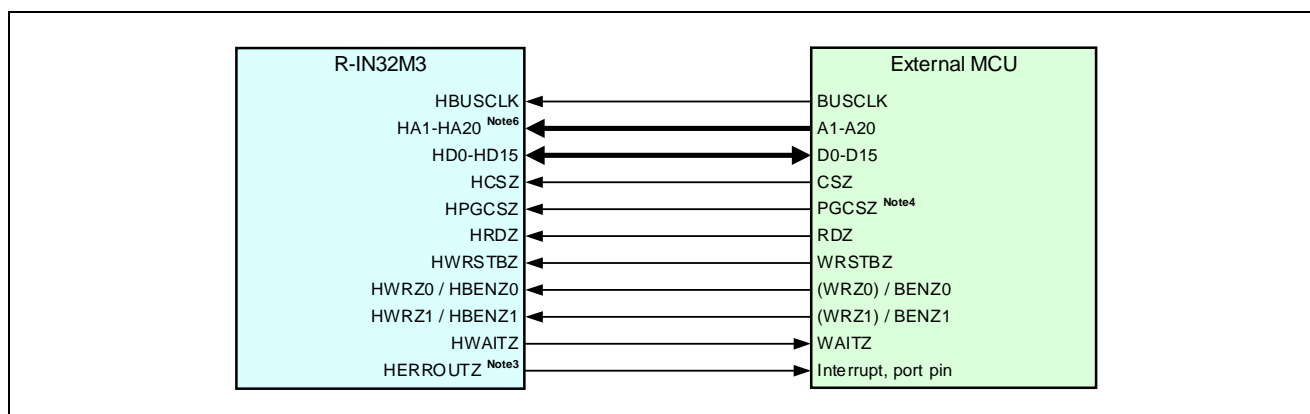 R-IN32M3 External MCU
HBUSCLK BUSCLK
HA1-HA20 Note6 A1-A20
HD0-HD15 D0-D15
HCSZ CSZ
HPGCSZ PGCSZ Note4
HRDZ RDZ
HWRSTBZ WRSTBZ
HWRZ0 / HBENZ0 (WRZ0) / BENZ0
HWRZ1 / HBENZ1 (WRZ1) / BENZ1
HWAITZ WAITZ
HERROUTZ Note3 Interrupt, port pin